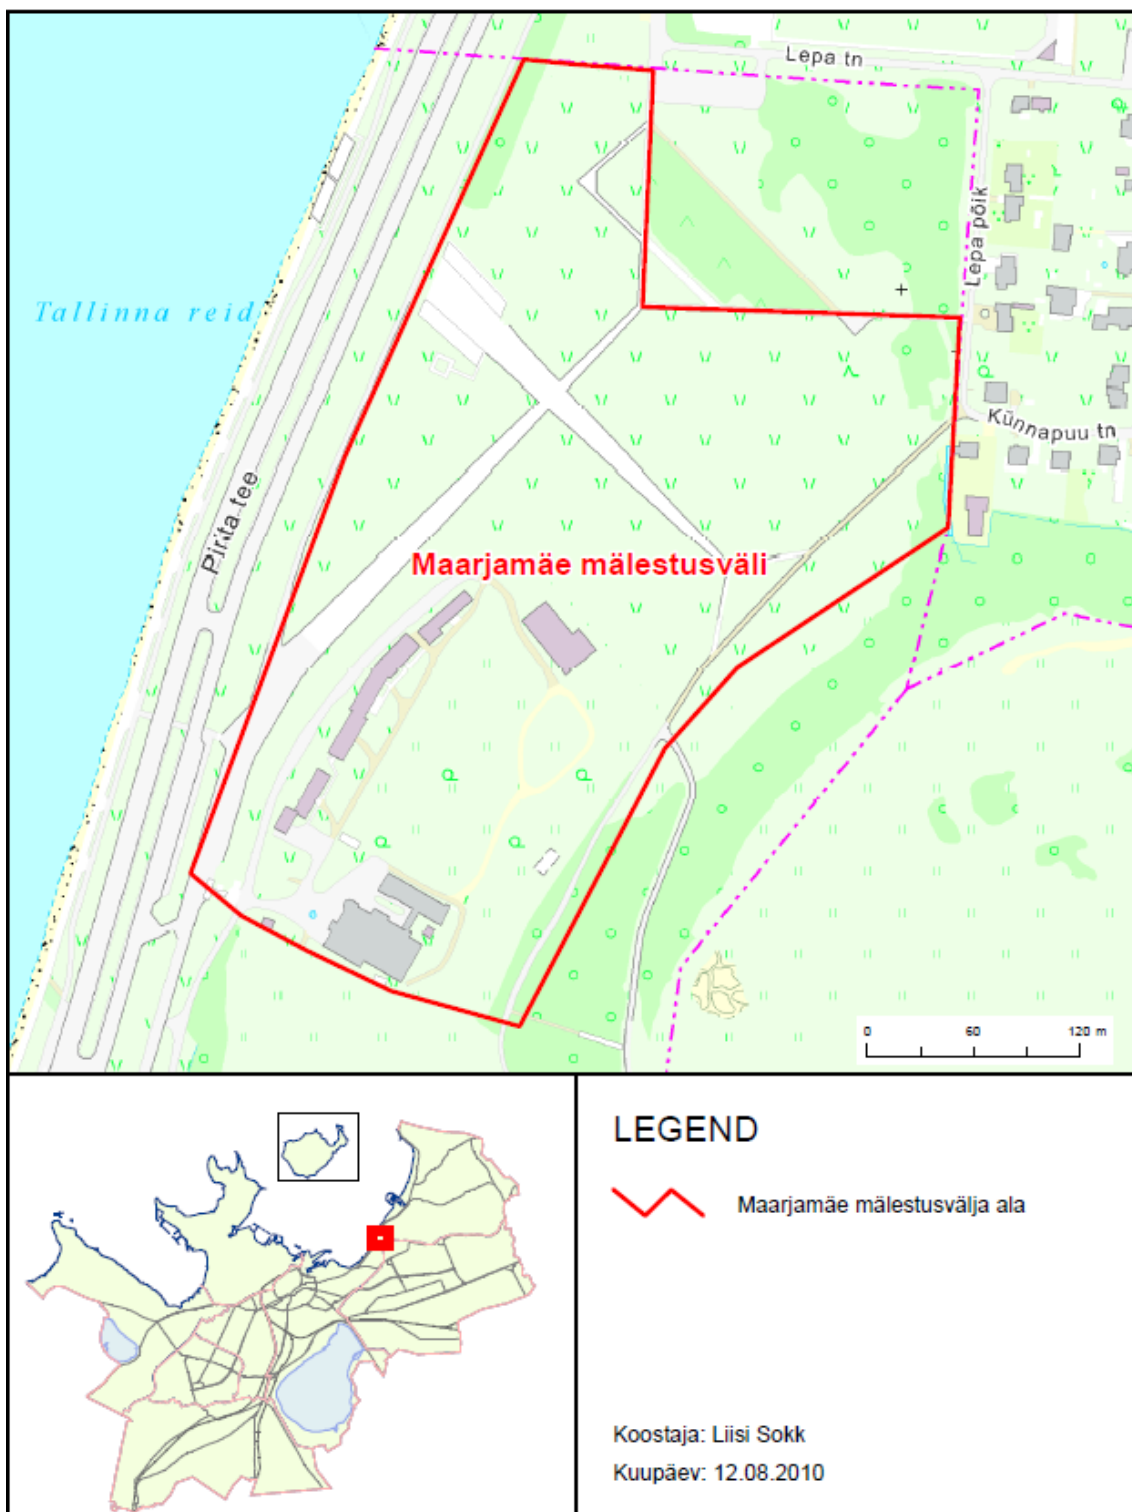 Lepa tn
Lepa põik
Tallinna reid
Künnapuu tn
Pirita tee
Maarjamäe mälestusväli
0 60 120 m
LEGEND
Maarjamäe mälestusvälja ala
Koostaja: Liisi Sokk
Kuupäev: 12.08.2010